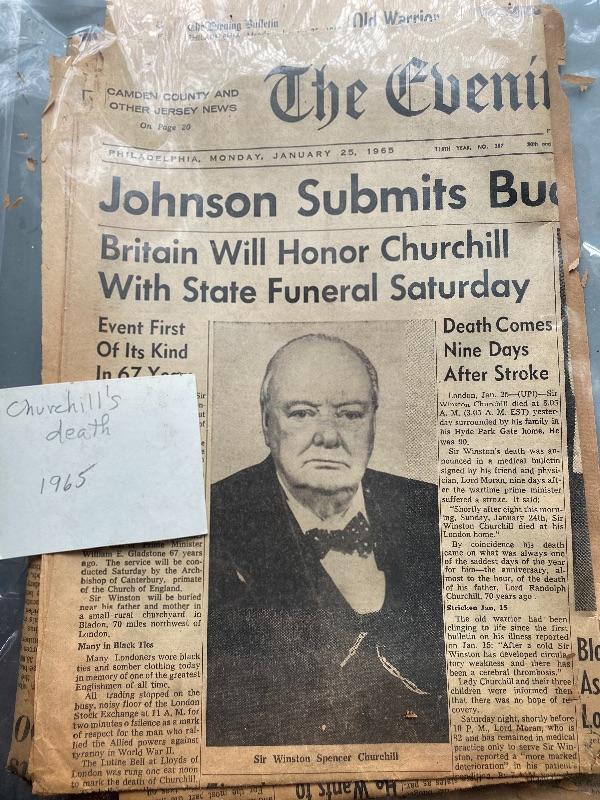 The Evening Bulletin
Old Warrior
CAMDEN COUNTY AND
OTHER JERSEY NEWS
On Page 20
The Eveni
PHILADELPHIA, MONDAY, JANUARY 25, 1965
118TH YEAR, NO. 287
Johnson Submits Bud
Britain Will Honor Churchill
With State Funeral Saturday
Event First
Of Its Kind
In 67
Churchill's
death
1965
Prime Minister
William E. Gladstone 67 years
ago. The service will be con-
ducted Saturday by the Arch-
bishop of Canterbury, primate
of the Church of England.
Sir Winston will be buried
near his father and mother in
a small rural churchyard in
Bladon, 70 miles northwest of
London.
Many in Black Ties
Many Londoners wore black
ties and somber clothing today
in memory of one of the greatest
Englishmen of all time.
All trading stopped on the
busy, noisy floor of the London
Stock Exchange at 11 A. M. for
two minutes of silence as a mark
of respect for the man who ral-
lied the Allied powers against
tyranny in World War II.
The Lutine Bell at Lloyds of
London was rung one eat noon
to mark the death of Churchill
Sir Winston Spencer Churchill
Death Comes
Nine Days
After Stroke
London, Jan. 25—(UPI)—Sir
Winston Churchill died at 8.05
A. M. (3.05 A. M. EST) yester-
day surrounded by his family in
his Hyde Park Gate home. He
was 90.
Sir Winston's death was an-
nounced in a medical bulletin
signed by his friend and physi-
cian, Lord Moran, nine days aft-
er the wartime prime minister
suffered a stroke. It said:
"Shortly after eight this morn-
ing, Sunday, January 24th, Sir
Winston Churchill died at his
London home."
By coincidence his death
came on what was always one
of the saddest days of the year
for him—the anniversary, al-
most to the hour, of the death
of his father, Lord Randolph
Churchill, 70 years ago.
Stricken Jan. 15
The old warrior had been
clinging to life since the first
bulletin on his illness reported
on Jan. 15: "After a cold Sir
Winston has developed circula-
tory weakness and there has
been a cerebral thrombosis."
Lady Churchill and their three
children were informed then
that there was no hope of re-
covery.
Saturday night, shortly before
10 P. M., Lord Moran, who is
82 and has remained in medical
practice only to serve Sir Win-
ston, reported a "more marked
deterioration" in his patient's
Blo
As
Lo
He Wants to